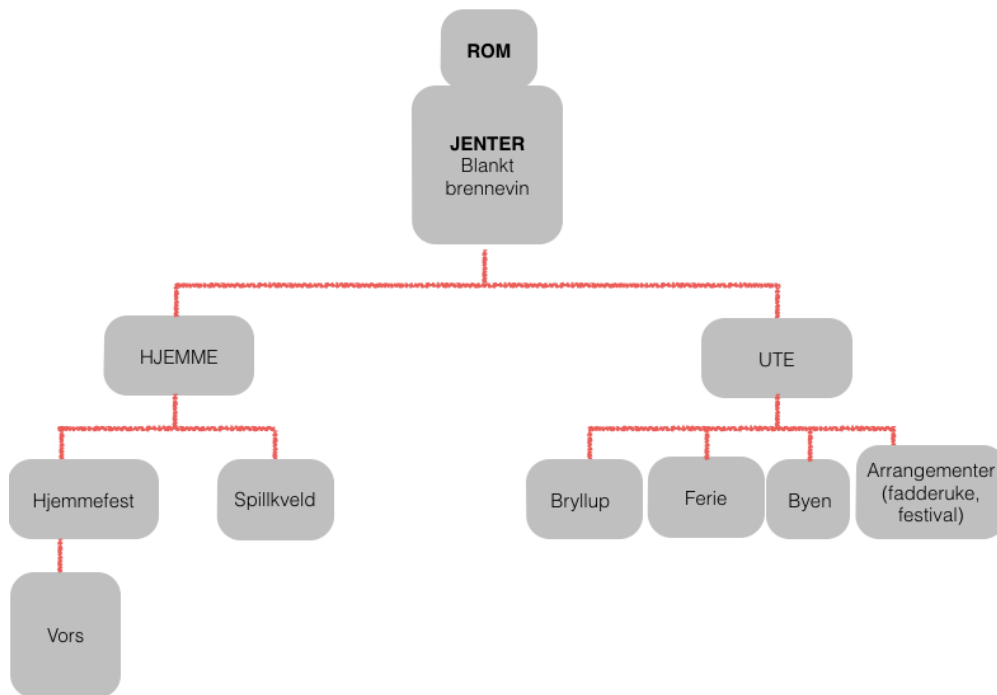 ROM
JENTER
Blankt
brennevin
HJEMME
UTE
Hjemmefest
Spillkveld
Bryllup
Ferie
Byen
Arrangementer
(fadderuke,
festival)
Vors